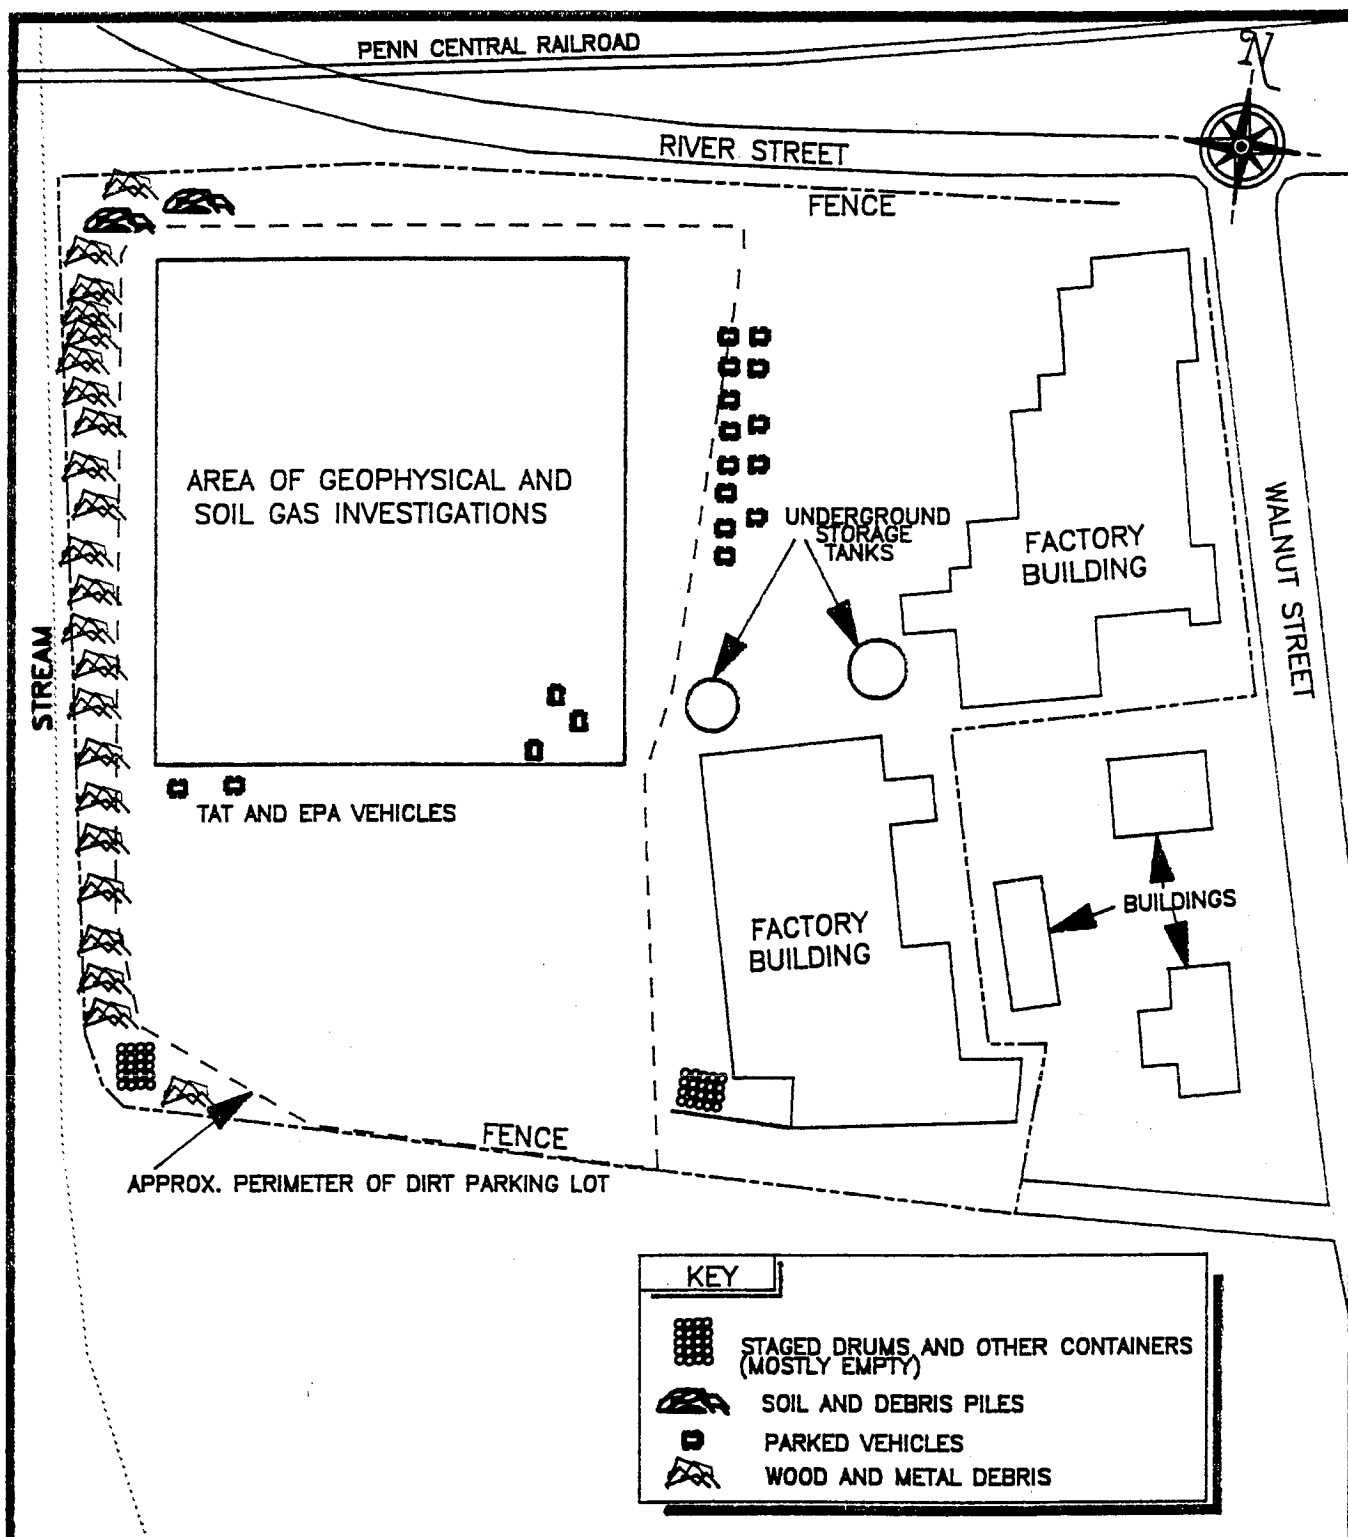 PENN CENTRAL RAILROAD
N
RIVER STREET
FENCE
AREA OF GEOPHYSICAL AND
SOIL GAS INVESTIGATIONS
UNDERGROUND
STORAGE
TANKS
FACTORY
BUILDING
WALNUT STREET
STREAM
TAT AND EPA VEHICLES
FACTORY
BUILDING
BUILDINGS
FENCE
APPROX. PERIMETER OF DIRT PARKING LOT
KEY
STAGED DRUMS AND OTHER CONTAINERS
(MOSTLY EMPTY)
SOIL AND DEBRIS PILES
PARKED VEHICLES
WOOD AND METAL DEBRIS